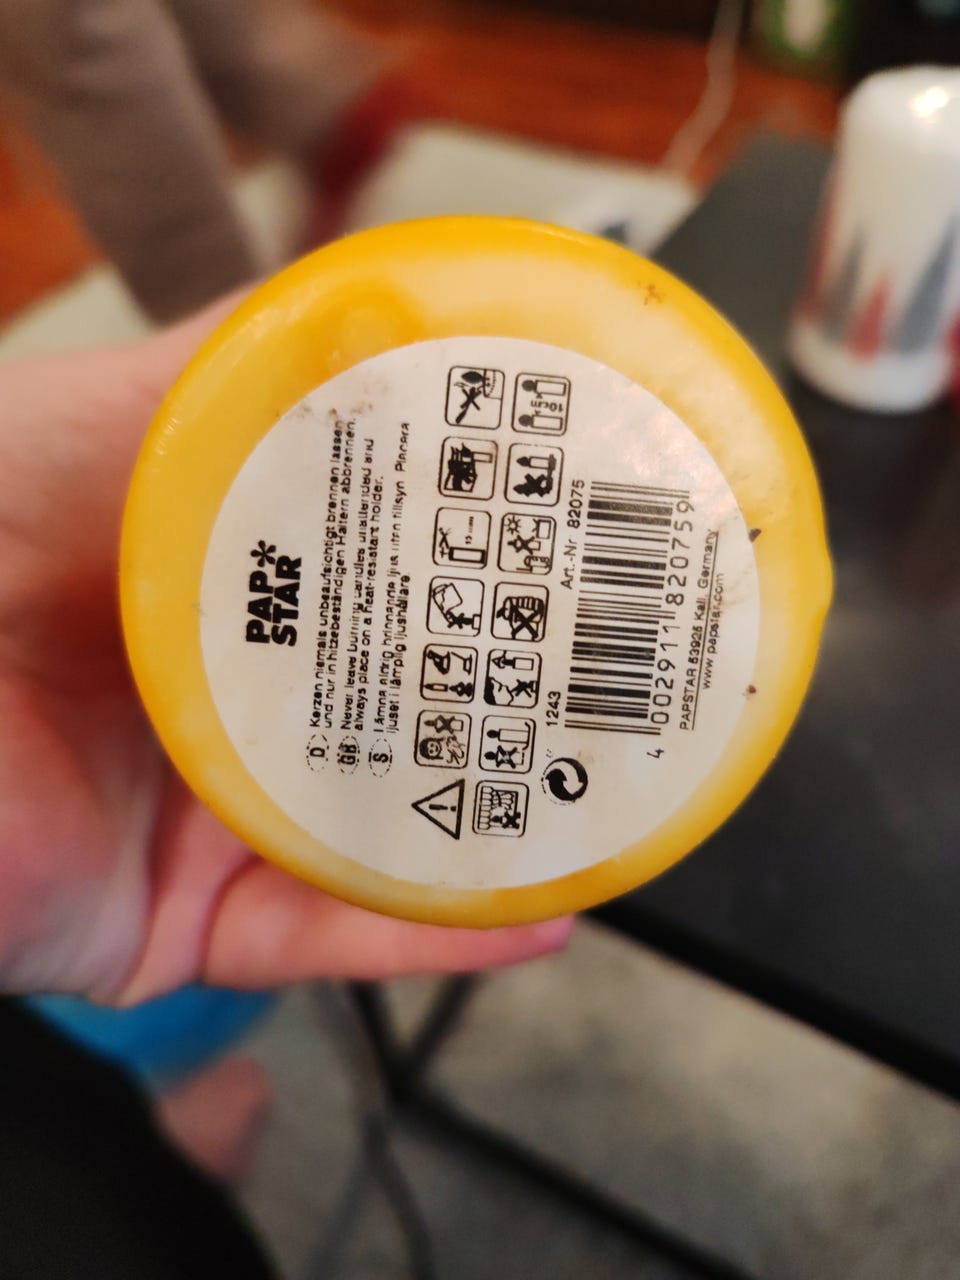 PAP*
STAR
D Kerzen niemals unbeaufsichtigt brennen lassen
und nur in hitzebeständigen Haltern abbrennen.
GB Never leave burning candles unattended and
always place on a heat-resistant holder.
S Lämna aldrig brinnande ljus utan tillsyn Placera
ljuset i lämplig ljushållare.
1243
Art.-Nr 82075
4 002911 820759
PAPSTAR 53925 Kall, Germany
www.papstar.com